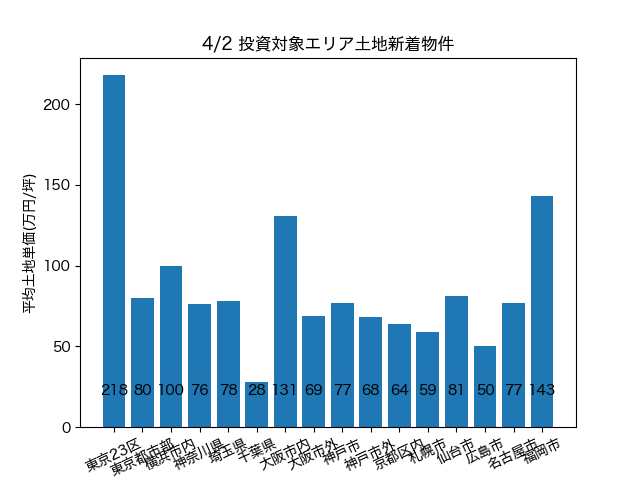 4/2 投資対象エリア土地新着物件
平均土地単価(万円/坪)
200
150
100
50
0
218 80 100 76 78 28 131 69 77 68 64 59 81 50 77 143
東京23区 東京都市部 横浜市内 神奈川県 埼玉県 千葉県 大阪市内 大阪市外 神戸市 神戸市外 京都区内 札幌市 仙台市 広島市 名古屋市 福岡市